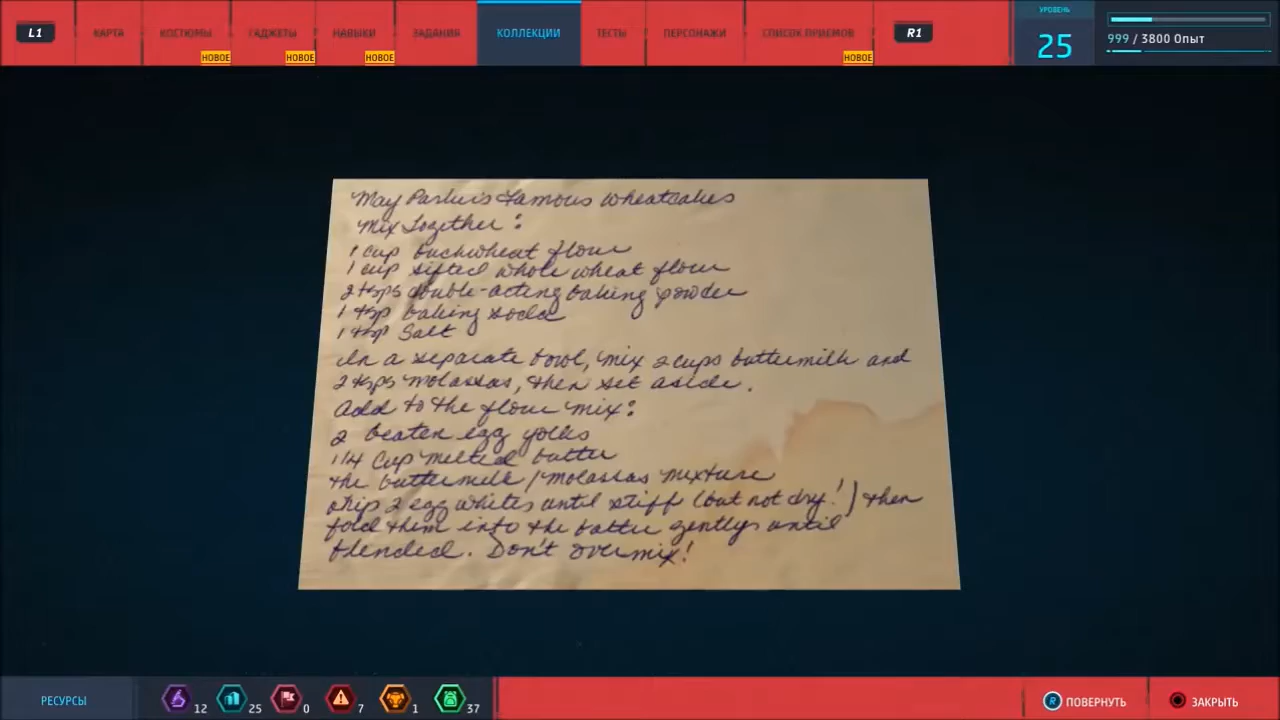 L1
КАРТА
КОСТЮМЫ
НОВОЕ
ГАДЖЕТЫ
НОВОЕ
НАВЫКИ
НОВОЕ
ЗАДАНИЯ
КОЛЛЕКЦИИ
ТЕСТЫ
ПЕРСОНАЖИ
СПИСОК ПРИЕМОВ
НОВОЕ
R1
УРОВЕНЬ
25
999 / 3800 Опыт
May Parker's Famous Wheatcakes
Mix Together:
1 cup buckwheat flour
1 cup sifted whole wheat flour
2 tsps double-acting baking powder
1 tsp baking soda
1 tsp Salt
In a separate bowl, mix 2 cups buttermilk and
2 tsps molassas, then set aside.
Add to the flour mix:
2 beaten egg yolks
1/4 Cup melted butter
the buttermilk/molassas mixture
whip 2 egg whites until stiff (but not dry!) then
fold them into the batter gently until
blended. Don't overmix!
РЕСУРСЫ
12
25
0
7
1
37
R ПОВЕРНУТЬ
ЗАКРЫТЬ